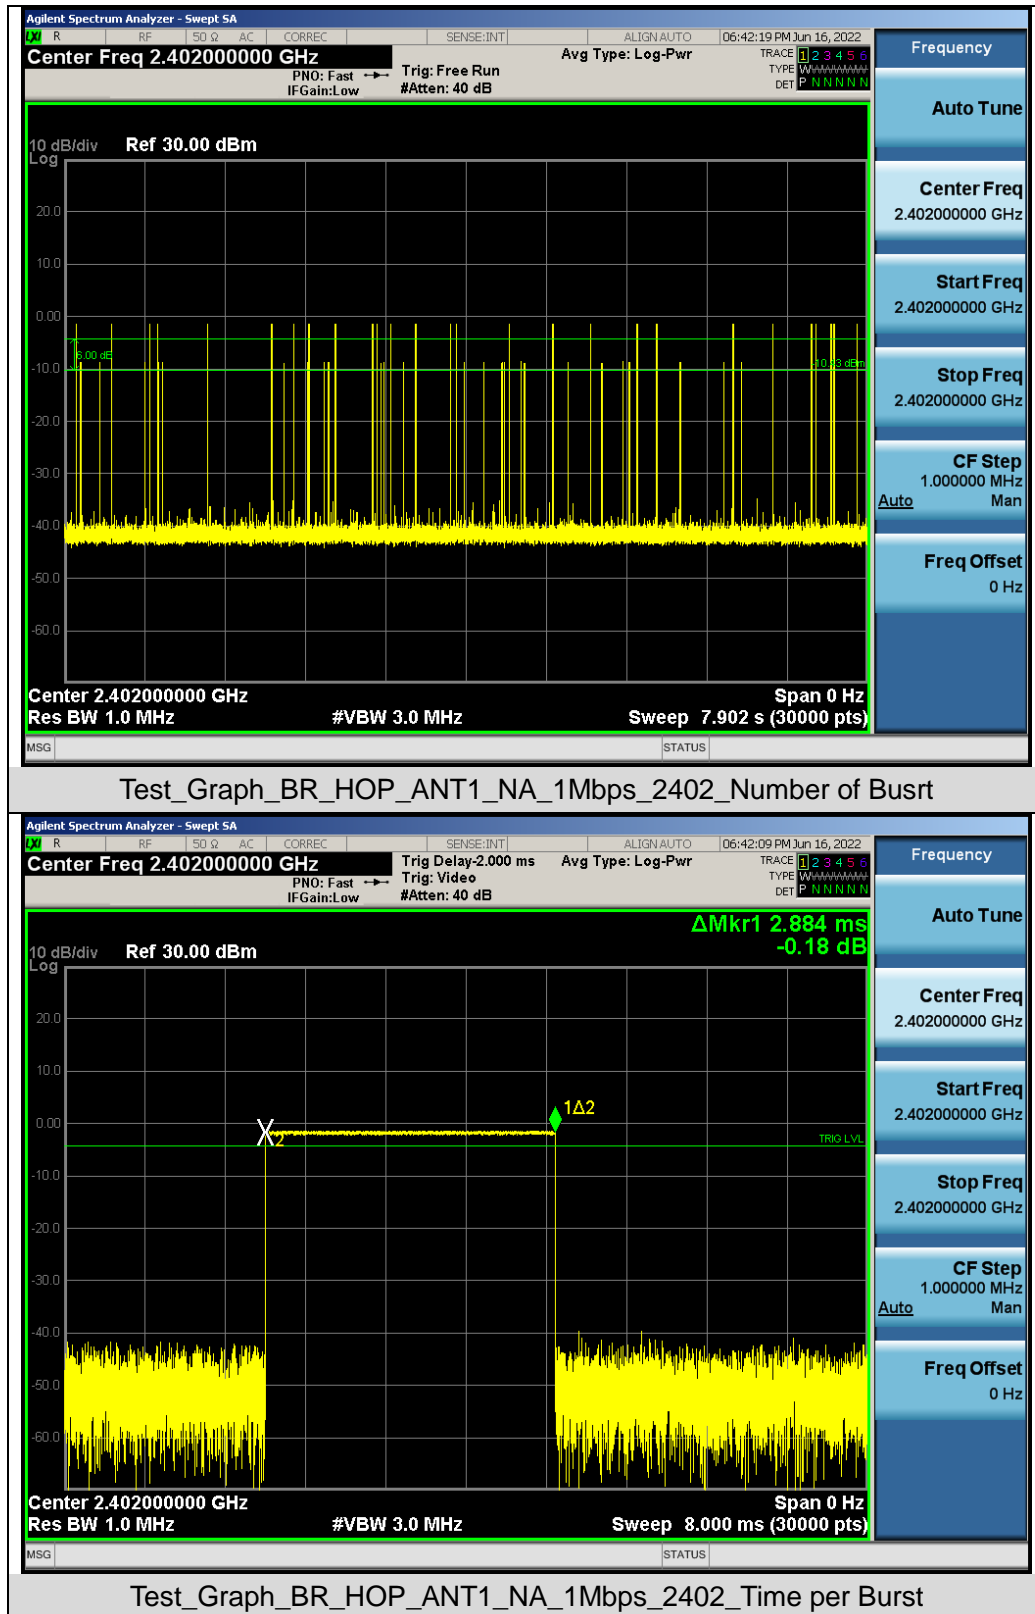 Agilent Spectrum Analyzer - Swept SA
LXI R RF 50 Ω AC CORREC SENSE:INT ALIGN AUTO 06:42:19 PM Jun 16, 2022
Center Freq 2.402000000 GHz
PNO: Fast
IFGain:Low
Trig: Free Run
#Atten: 40 dB
Avg Type: Log-Pwr
TRACE 1 2 3 4 5 6
TYPE
DET P N N N N N
Frequency
Auto Tune
Center Freq
2.402000000 GHz
Start Freq
2.402000000 GHz
Stop Freq
2.402000000 GHz
CF Step
1.000000 MHz
Auto Man
Freq Offset
0 Hz
10 dB/div Ref 30.00 dBm
Log
20.0
10.0
0.00
6.00 dB
-10.0
-20.0
-30.0
-40.0
-50.0
-60.0
Center 2.402000000 GHz Span 0 Hz
Res BW 1.0 MHz #VBW 3.0 MHz Sweep 7.902 s (30000 pts)
MSG STATUS
Test_Graph_BR_HOP_ANT1_NA_1Mbps_2402_Number of Busrt
Agilent Spectrum Analyzer - Swept SA
LXI R RF 50 Ω AC CORREC SENSE:INT ALIGN AUTO 06:42:09 PM Jun 16, 2022
Center Freq 2.402000000 GHz
PNO: Fast
IFGain:Low
Trig Delay-2.000 ms
Trig: Video
#Atten: 40 dB
Avg Type: Log-Pwr
TRACE 1 2 3 4 5 6
TYPE
DET P N N N N N
Frequency
Auto Tune
Center Freq
2.402000000 GHz
Start Freq
2.402000000 GHz
Stop Freq
2.402000000 GHz
CF Step
1.000000 MHz
Auto Man
Freq Offset
0 Hz
ΔMkr1 2.884 ms
-0.18 dB
10 dB/div Ref 30.00 dBm
Log
20.0
10.0
0.00
1Δ2
X2
TRIG LVL
-10.0
-20.0
-30.0
-40.0
-50.0
-60.0
Center 2.402000000 GHz Span 0 Hz
Res BW 1.0 MHz #VBW 3.0 MHz Sweep 8.000 ms (30000 pts)
MSG STATUS
Test_Graph_BR_HOP_ANT1_NA_1Mbps_2402_Time per Burst